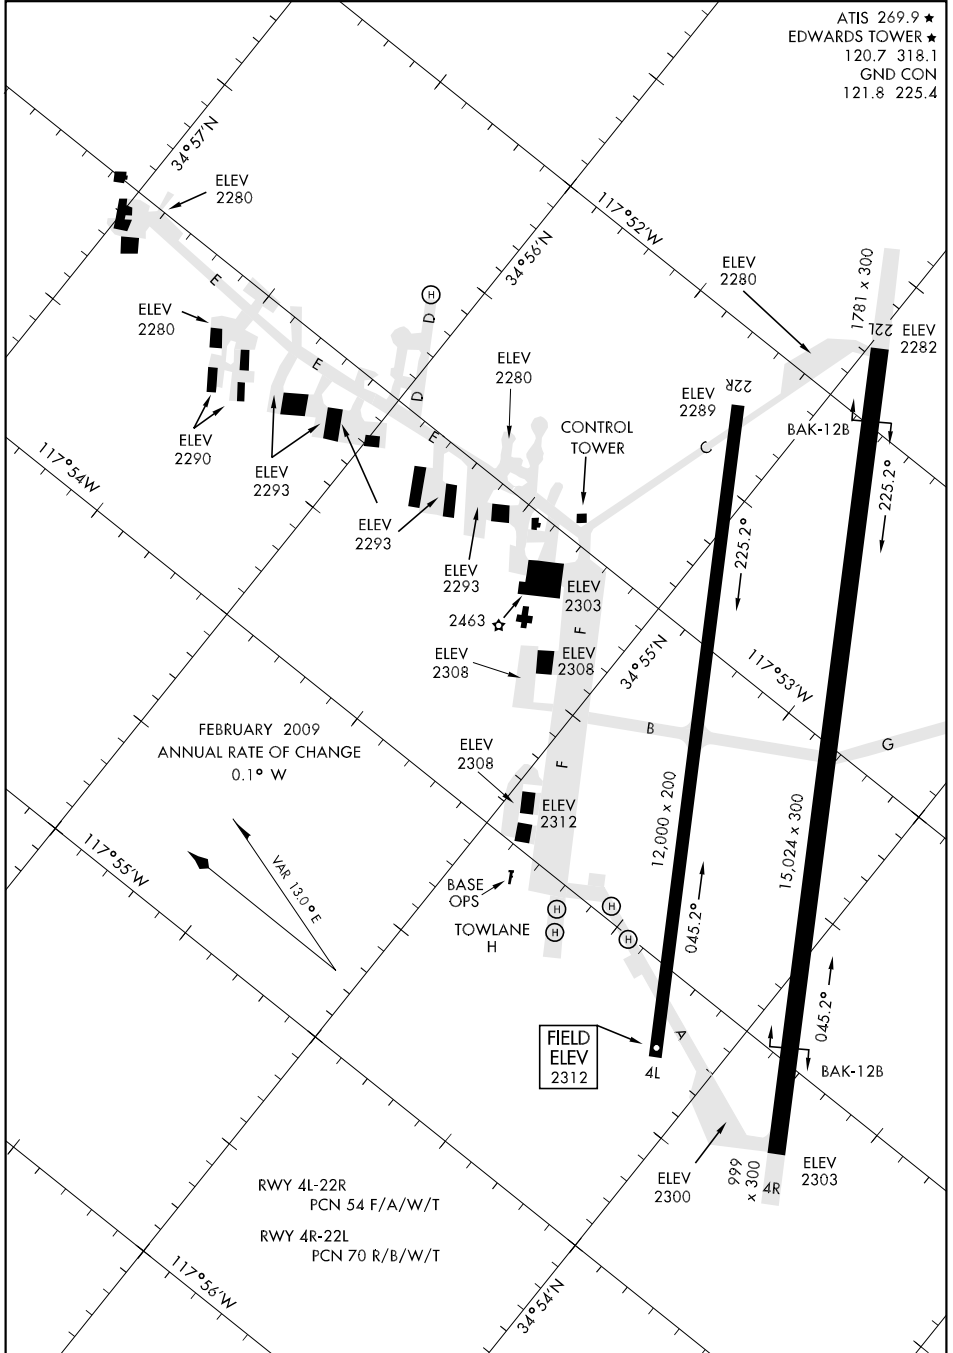 ATIS 269.9 ★
EDWARDS TOWER ★
120.7 318.1
GND CON
121.8 225.4
34°57'N
ELEV
2280
117°52'W
34°56'N
ELEV
2280
1781 x 300
22L
ELEV
2282
E
H
D
ELEV
2280
E
D
ELEV
2280
22R
ELEV
2289
BAK-12B
CONTROL
TOWER
E
C
ELEV
2290
117°54'W
ELEV
2293
225.2°
225.2°
ELEV
2293
ELEV
2293
ELEV
2303
2463
F
ELEV
2308
ELEV
2308
34°55'N
117°53'W
FEBRUARY 2009
ANNUAL RATE OF CHANGE
0.1° W
B
G
ELEV
2308
F
ELEV
2312
12,000 x 200
15,024 x 300
117°55'W
VAR 13.0° E
BASE
OPS
TOWLANE
H
H
H
H
H
045.2°
045.2°
A
FIELD
ELEV
2312
4L
BAK-12B
ELEV
2300
999
x 300
4R
ELEV
2303
RWY 4L-22R
PCN 54 F/A/W/T
RWY 4R-22L
PCN 70 R/B/W/T
117°56'W
34°54'N